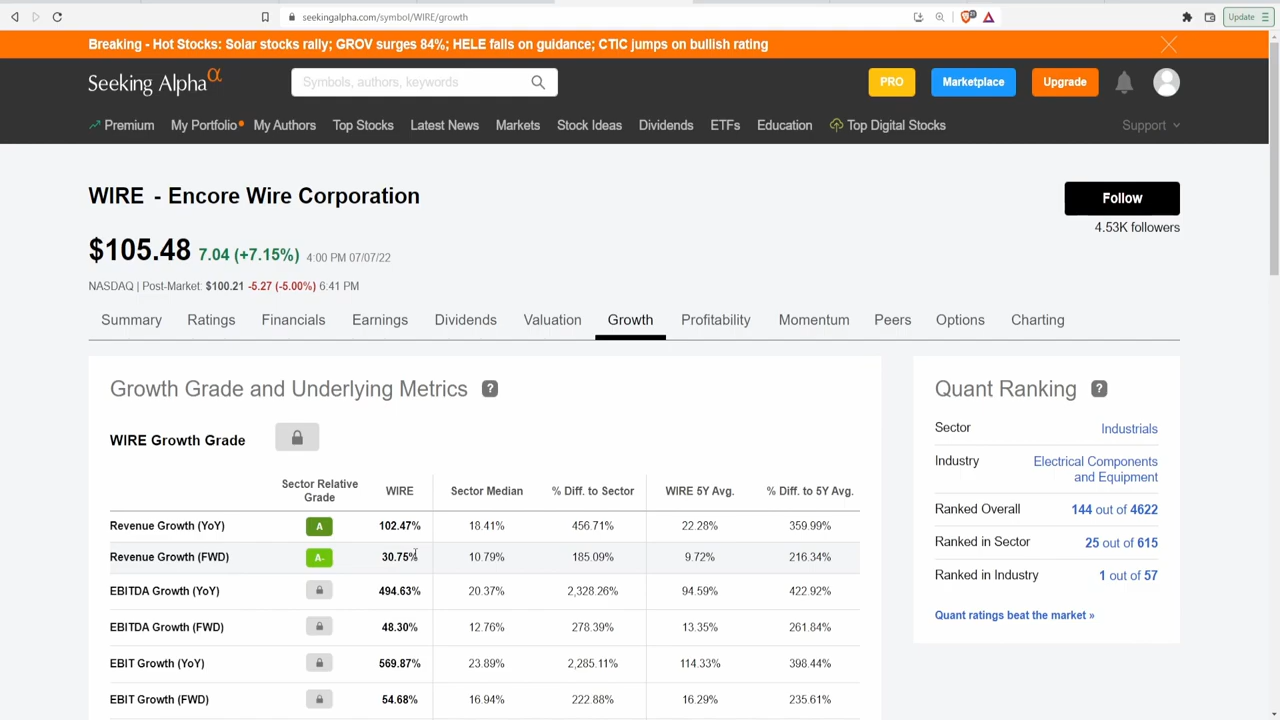 seekingalpha.com/symbol/WIRE/growth
Update
Breaking - Hot Stocks: Solar stocks rally; GROV surges 84%; HELE falls on guidance; CTIC jumps on bullish rating
Seeking Alpha α
Symbols, authors, keywords
PRO
Marketplace
Upgrade
Premium My Portfolio My Authors Top Stocks Latest News Markets Stock Ideas Dividends ETFs Education Top Digital Stocks Support
WIRE - Encore Wire Corporation
Follow
4.53K followers
$105.48 7.04 (+7.15%) 4:00 PM 07/07/22
NASDAQ | Post-Market: $100.21 -5.27 (-5.00%) 6:41 PM
Summary Ratings Financials Earnings Dividends Valuation Growth Profitability Momentum Peers Options Charting
Growth Grade and Underlying Metrics ?
WIRE Growth Grade
Sector Relative Grade WIRE Sector Median % Diff. to Sector WIRE 5Y Avg. % Diff. to 5Y Avg.
Revenue Growth (YoY) A 102.47% 18.41% 456.71% 22.28% 359.99%
Revenue Growth (FWD) A- 30.75% 10.79% 185.09% 9.72% 216.34%
EBITDA Growth (YoY) 494.63% 20.37% 2,328.26% 94.59% 422.92%
EBITDA Growth (FWD) 48.30% 12.76% 278.39% 13.35% 261.84%
EBIT Growth (YoY) 569.87% 23.89% 2,285.11% 114.33% 398.44%
EBIT Growth (FWD) 54.68% 16.94% 222.88% 16.29% 235.61%
Quant Ranking ?
Sector Industrials
Industry Electrical Components
and Equipment
Ranked Overall 144 out of 4622
Ranked in Sector 25 out of 615
Ranked in Industry 1 out of 57
Quant ratings beat the market »